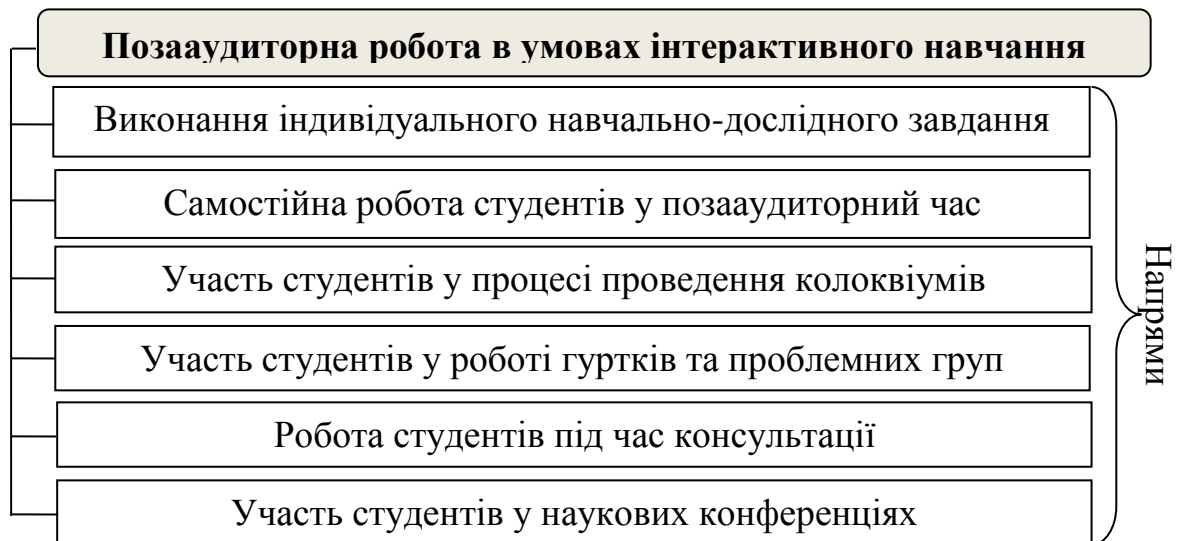 Позааудиторна робота в умовах інтерактивного навчання
Виконання індивідуального навчально-дослідного завдання
Самостійна робота студентів у позааудиторний час
Участь студентів у процесі проведення колоквіумів
Участь студентів у роботі гуртків та проблемних груп
Робота студентів під час консультації
Участь студентів у наукових конференціях
Напрями